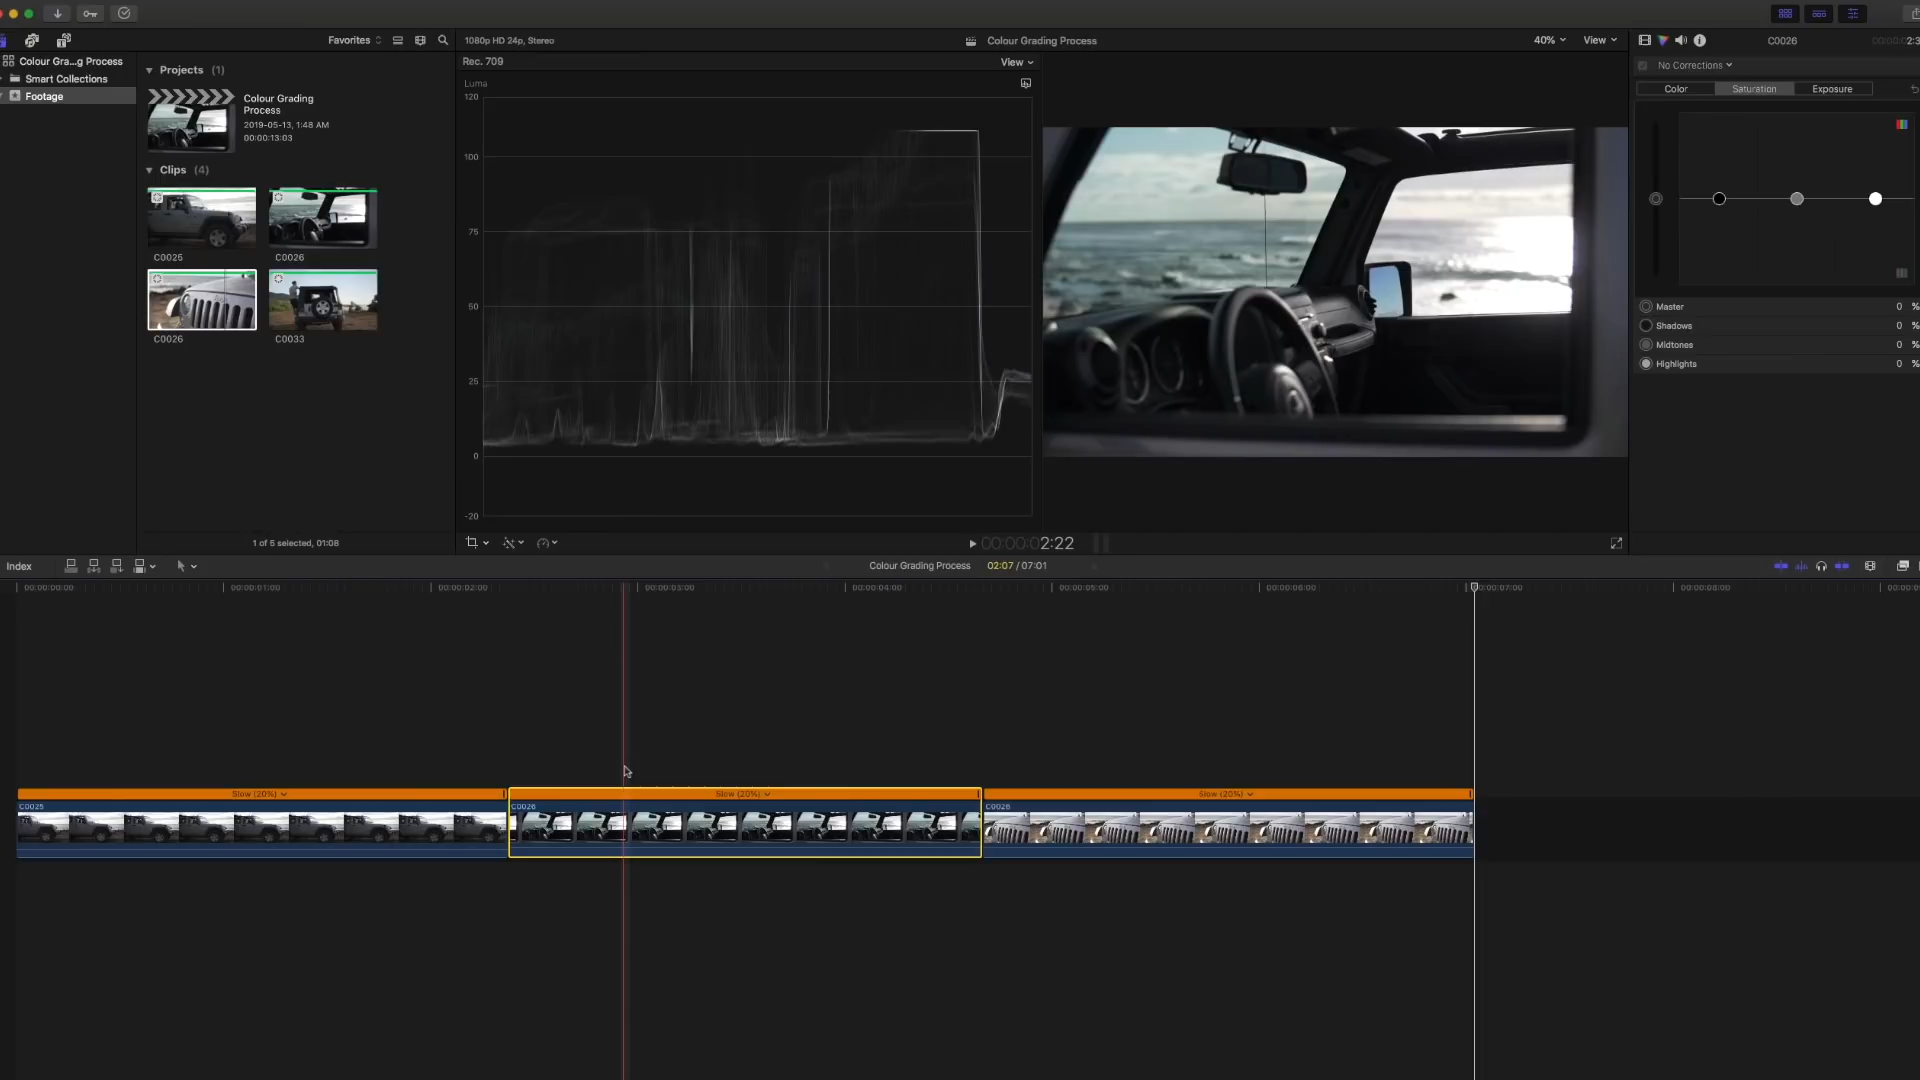 Favorites
1080p HD 24p, Stereo
Colour Grading Process
40%
View
C0026
Colour Gra...g Process
Smart Collections
Footage
Projects (1)
Colour Grading
Process
2019-05-13, 1:48 AM
00:00:13:03
Clips (4)
C0025
C0026
C0026
C0033
1 of 5 selected, 01:08
Rec. 709
View
Luma
120
100
75
50
25
0
-20
00:00:02:22
No Corrections
Color
Saturation
Exposure
Master 0 %
Shadows 0 %
Midtones 0 %
Highlights 0 %
Index
Colour Grading Process
02:07 / 07:01
00:00:00:00
00:00:01:00
00:00:02:00
00:00:03:00
00:00:04:00
00:00:05:00
00:00:06:00
00:00:07:00
00:00:08:00
Slow (20%)
Slow (20%)
Slow (20%)
C0025
C0026
C0026